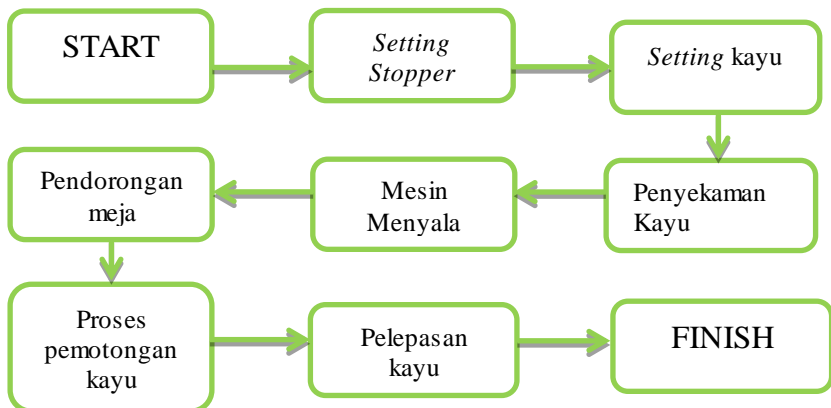 START
Setting
Stopper
Setting kayu
Penyekaman
Kayu
Mesin
Menyala
Pendorongan
meja
Proses
pemotongan
kayu
Pelepasan
kayu
FINISH